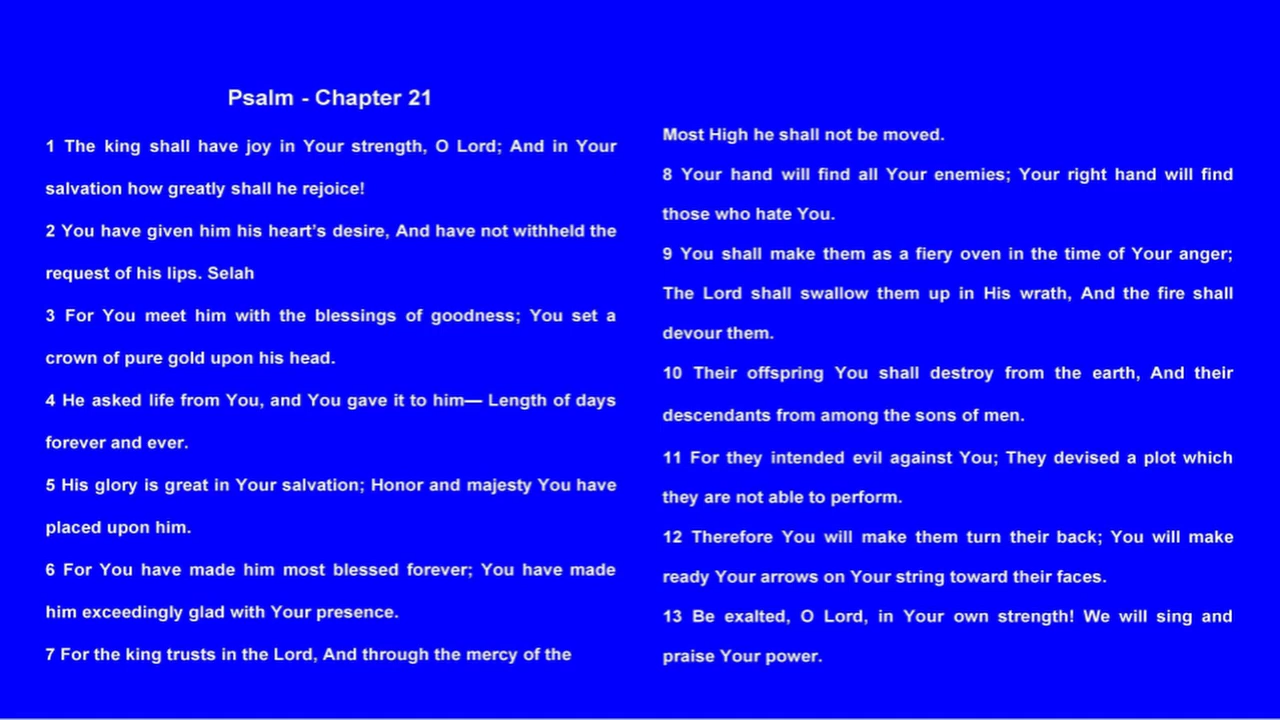 Psalm - Chapter 21
1 The king shall have joy in Your strength, O Lord; And in Your
salvation how greatly shall he rejoice!
2 You have given him his heart’s desire, And have not withheld the
request of his lips. Selah
3 For You meet him with the blessings of goodness; You set a
crown of pure gold upon his head.
4 He asked life from You, and You gave it to him— Length of days
forever and ever.
5 His glory is great in Your salvation; Honor and majesty You have
placed upon him.
6 For You have made him most blessed forever; You have made
him exceedingly glad with Your presence.
7 For the king trusts in the Lord, And through the mercy of the
Most High he shall not be moved.
8 Your hand will find all Your enemies; Your right hand will find
those who hate You.
9 You shall make them as a fiery oven in the time of Your anger;
The Lord shall swallow them up in His wrath, And the fire shall
devour them.
10 Their offspring You shall destroy from the earth, And their
descendants from among the sons of men.
11 For they intended evil against You; They devised a plot which
they are not able to perform.
12 Therefore You will make them turn their back; You will make
ready Your arrows on Your string toward their faces.
13 Be exalted, O Lord, in Your own strength! We will sing and
praise Your power.